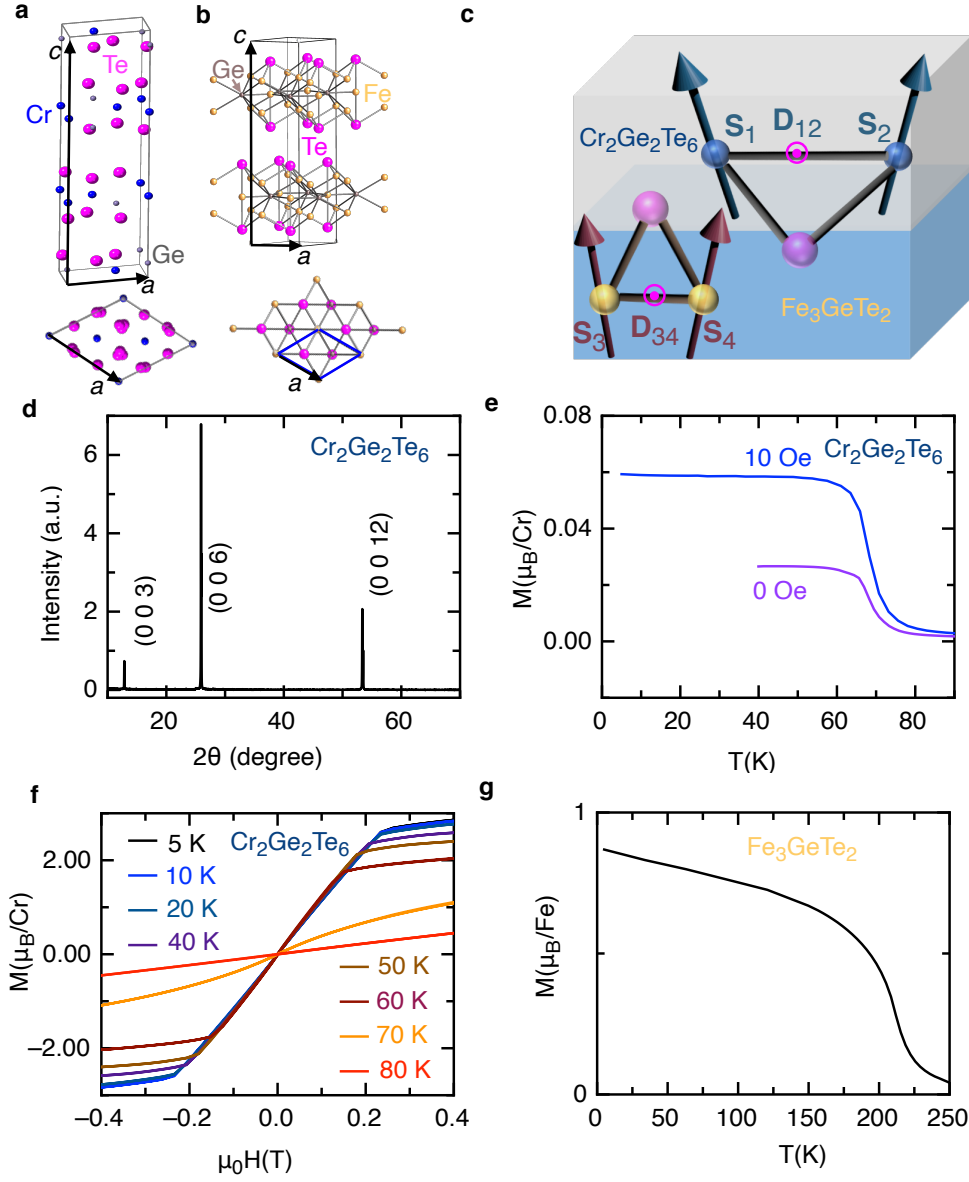 a
c
Te
Cr
Ge
a
a
b
c
Ge
Fe
Te
a
a
c
S1 D12 S2
Cr2Ge2Te6
S3 D34 S4
Fe3GeTe2
d
Cr2Ge2Te6
Intensity (a.u.)
6
4
2
0
(0 0 3)
(0 0 6)
(0 0 12)
20 40 60
2θ (degree)
e
10 Oe
Cr2Ge2Te6
0 Oe
M(μB/Cr)
0.08
0.04
0.00
0 20 40 60 80
T(K)
f
Cr2Ge2Te6
5 K
10 K
20 K
40 K
50 K
60 K
70 K
80 K
M(μB/Cr)
2.00
0.00
−2.00
−0.4 −0.2 0.0 0.2 0.4
μ0H(T)
g
Fe3GeTe2
M(μB/Fe)
1
0
1
0 50 100 150 200 250
T(K)